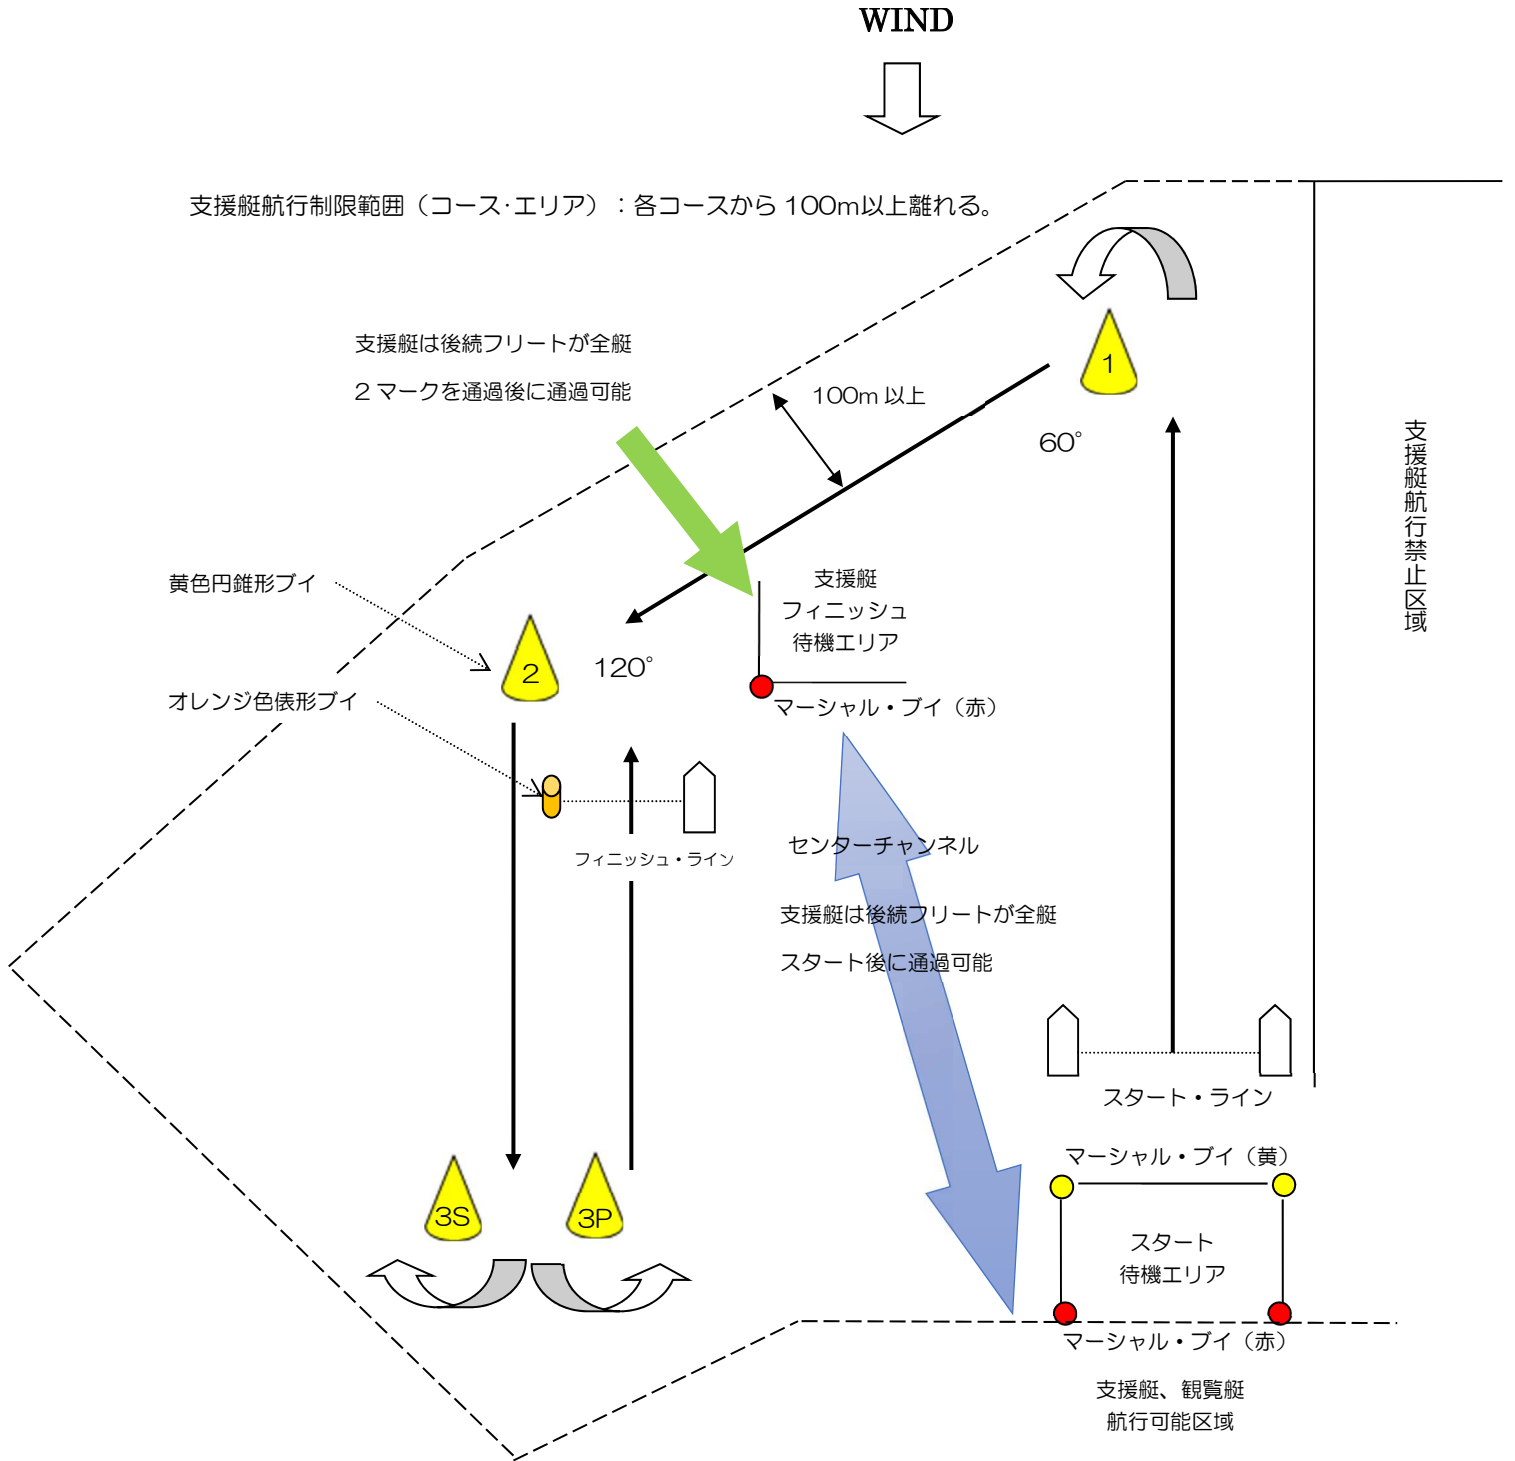 WIND
支援艇航行制限範囲（コース･エリア）：各コースから 100m以上離れる。
支援艇は後続フリートが全艇
2 マークを通過後に通過可能
100m 以上
1
60°
支援艇航行禁止区域
黄色円錐形ブイ
支援艇
フィニッシュ
待機エリア
2
120°
オレンジ色俵形ブイ
マーシャル・ブイ（赤）
フィニッシュ・ライン
センターチャンネル
支援艇は後続フリートが全艇
スタート後に通過可能
スタート・ライン
マーシャル・ブイ（黄）
3S
3P
スタート
待機エリア
マーシャル・ブイ（赤）
支援艇、観覧艇
航行可能区域